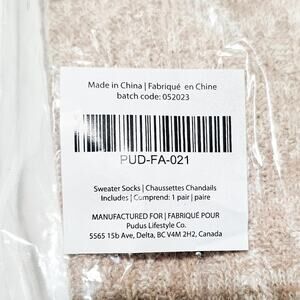 Made in China | Fabriqué en Chine
batch code: 052023
PUD-FA-021
Sweater Socks | Chaussettes Chandails
Includes | Comprend: 1 pair | paire
MANUFACTURED FOR | FABRIQUÉ POUR
Pudus Lifestyle Co.
5565 15b Ave, Delta, BC V4M 2H2, Canada